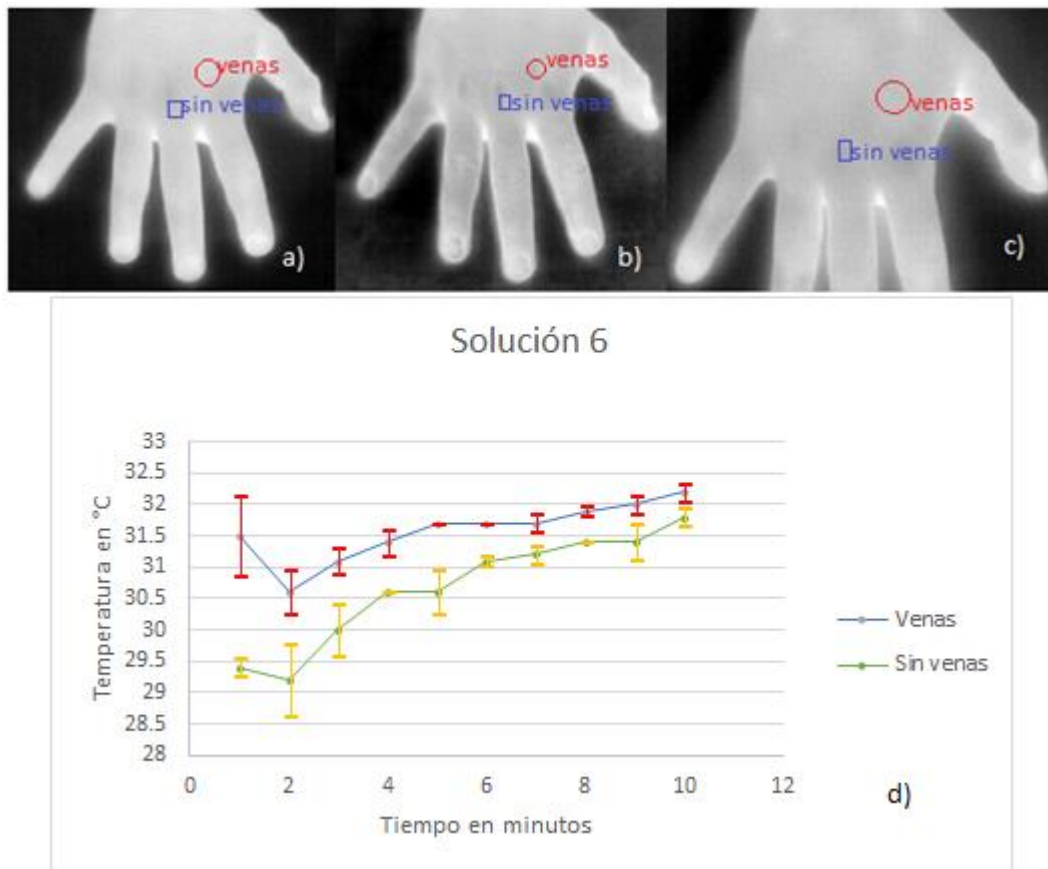 venas
sin venas
a)
venas
sin venas
b)
venas
sin venas
c)
Solución 6
Temperatura en °C
33
32.5
32
31.5
31
30.5
30
29.5
29
28.5
28
0 2 4 6 8 10 12
Tiempo en minutos
Venas
Sin venas
d)